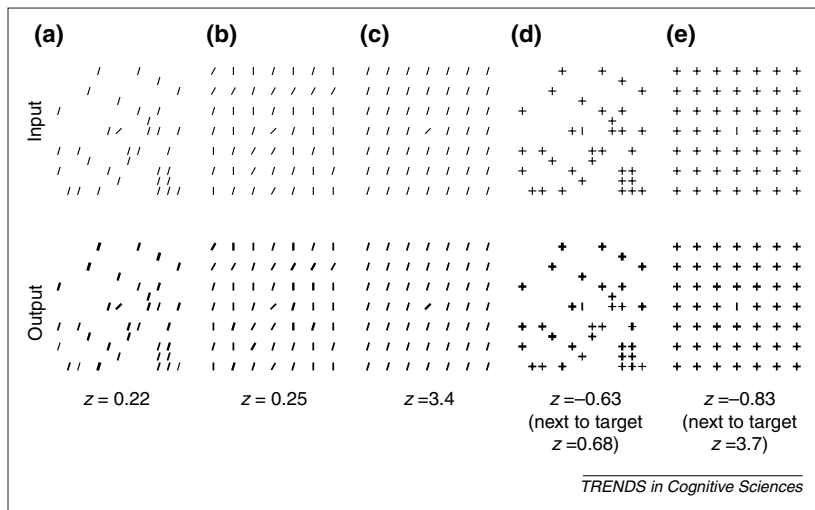 (a) (b) (c) (d) (e)
Input
Output
z = 0.22 z = 0.25 z =3.4 z =–0.63 z =–0.83
(next to target (next to target
z =0.68) z =3.7)
TRENDS in Cognitive Sciences